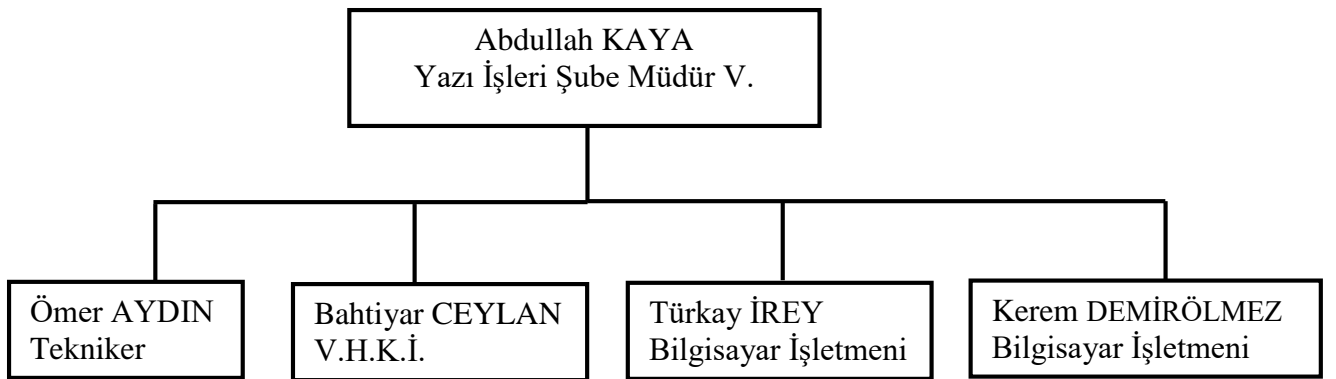 Abdullah KAYA
Yazı İşleri Şube Müdür V.
Ömer AYDIN
Tekniker
Bahtiyar CEYLAN
V.H.K.İ.
Türkay İREY
Bilgisayar İşletmeni
Kerem DEMİRÖLMEZ
Bilgisayar İşletmeni